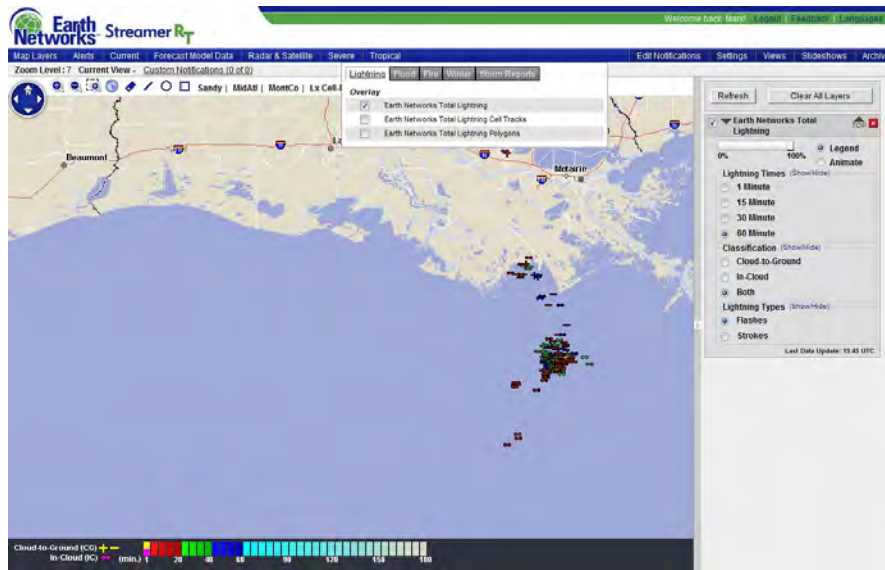 Earth Networks Streamer RT
Welcome back Mark! Logout | Feedback | Languages
Map Layers Alerts Current Forecast Model Data Radar & Satellite Severe Tropical Edit Notifications Settings Views Slideshows Archiv
Zoom Level: 7 Current View - Custom Notifications (0 of 0)
Lightning Flood Fire Winter Storm Reports
Sandy | MidAtl | MontCo | Lx Cell-
Overlay
Earth Networks Total Lightning
Earth Networks Total Lightning Cell Tracks
Earth Networks Total Lightning Polygons
Refresh Clear All Layers
Earth Networks Total Lightning
TOP
0% 100%
Legend
Animate
Lightning Times (Show/Hide)
1 Minute
15 Minute
30 Minute
60 Minute
Classification (Show/Hide)
Cloud-to-Ground
In-Cloud
Both
Lightning Types (Show/Hide)
Flashes
Strokes
Last Data Update: 15:45 UTC
Beaumont
La
Metairie
Cloud-to-Ground (CG) + −
In-Cloud (IC) (min.) 1 20 40 60 90 120 150 180